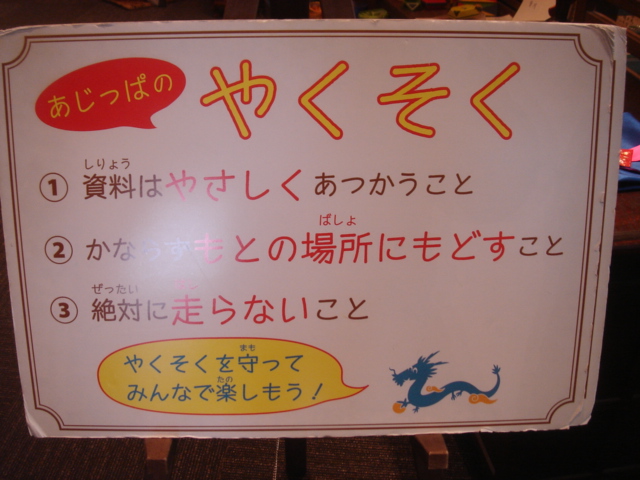 あじっぱの
やくそく
しりょう
① 資料はやさしくあつかうこと
ばしょ
② かならずもとの場所にもどすこと
ぜったい
③ 絶対に走らないこと
まも
やくそくを守って
たの
みんなで楽しもう！